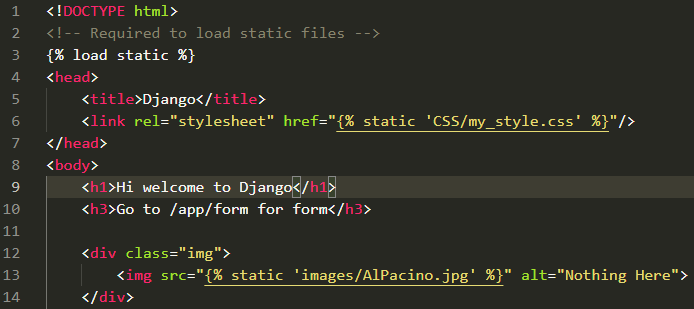 1 <!DOCTYPE html>
2 <!-- Required to load static files -->
3 {% load static %}
4 <head>
5     <title>Django</title>
6     <link rel="stylesheet" href="{% static 'CSS/my_style.css' %}"/>
7 </head>
8 <body>
9     <h1>Hi welcome to Django</h1>
10     <h3>Go to /app/form for form</h3>
11
12     <div class="img">
13         <img src="{% static 'images/AlPacino.jpg' %}" alt="Nothing Here">
14     </div>